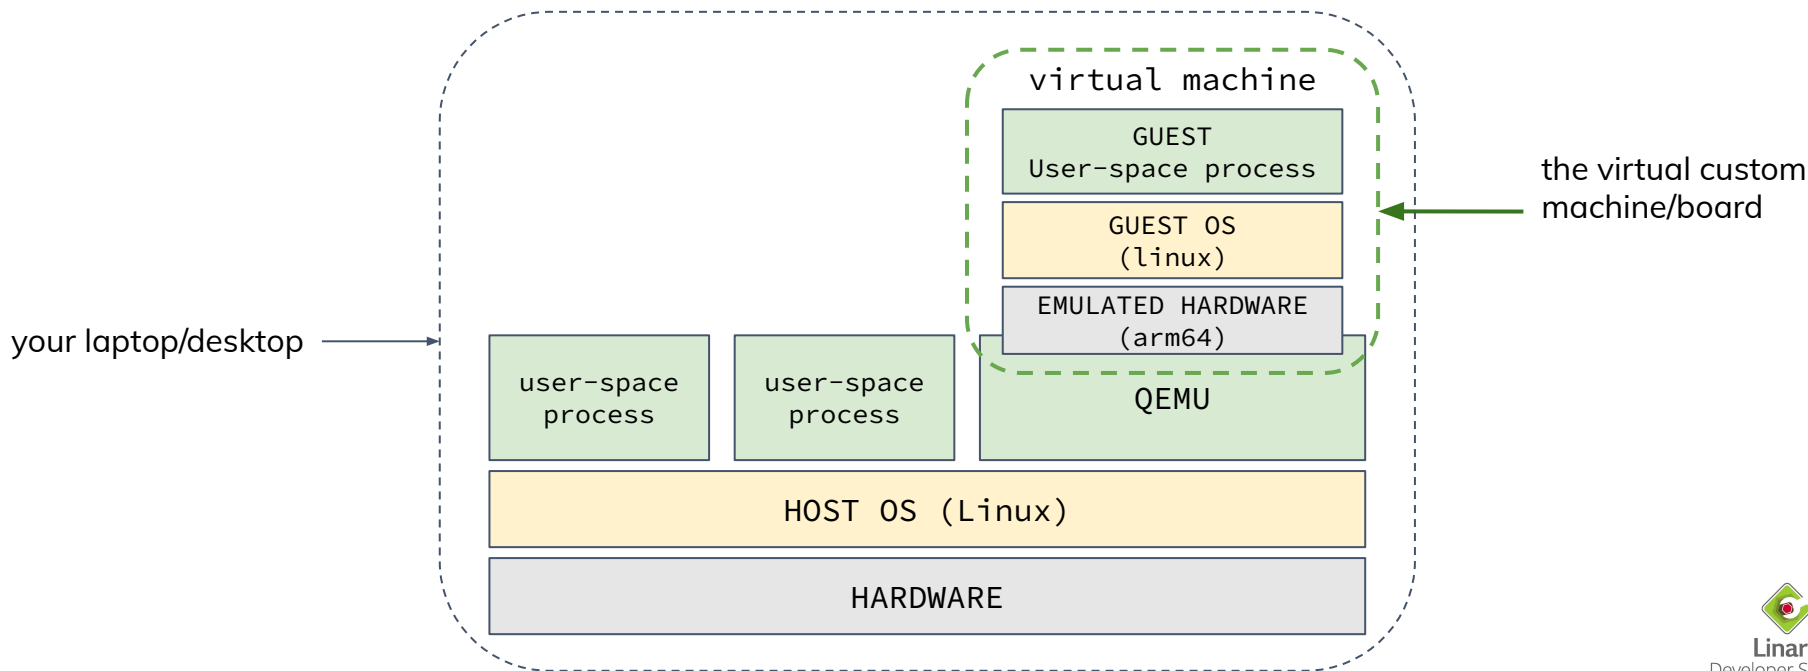 virtual machine
GUEST
User-space process
the virtual custom
machine/board
GUEST OS
(linux)
EMULATED HARDWARE
(arm64)
your laptop/desktop
user-space
process
user-space
process
QEMU
HOST OS (Linux)
HARDWARE
Linar
Developer S